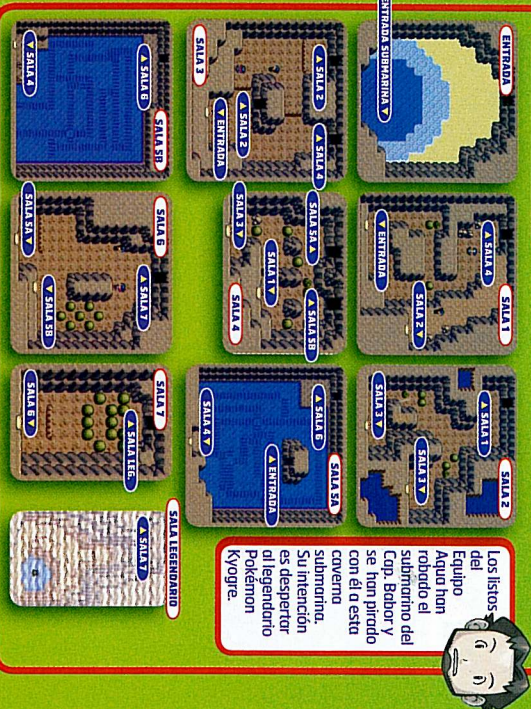 ENTRADA
ENTRADA SUBMARINA ▼
SALA 1
▲ SALA 4
SALA 2 ▼
▼ ENTRADA
SALA 2
▲ SALA 1
SALA 3 ▼
SALA 3 ▼
Los listos
del
Equipo
Aqua han
robado el
submarino del
Cap. Babor y
se han pirado
con él a esta
caverna
submarina.
Su intención
es despertar
al legendario
Pokémon
Kyogre.
▲ SALA 2
▲ SALA 4
▲ SALA 2
▼ ENTRADA
SALA 3
SALA 5A ▲
▲ SALA 5B
SALA 1 ▼
SALA 3 ▼
SALA 4
SALA 5A
▲ SALA 6
▲ ENTRADA
SALA 4 ▼
SALA 5B
▲ SALA 6
▼ SALA 4
SALA 6
▲ SALA 7
▼ SALA 5B
SALA 5A ▼
SALA 7
▲ SALA LEG.
SALA 6 ▼
SALA LEGENDARIO
▲ SALA 7